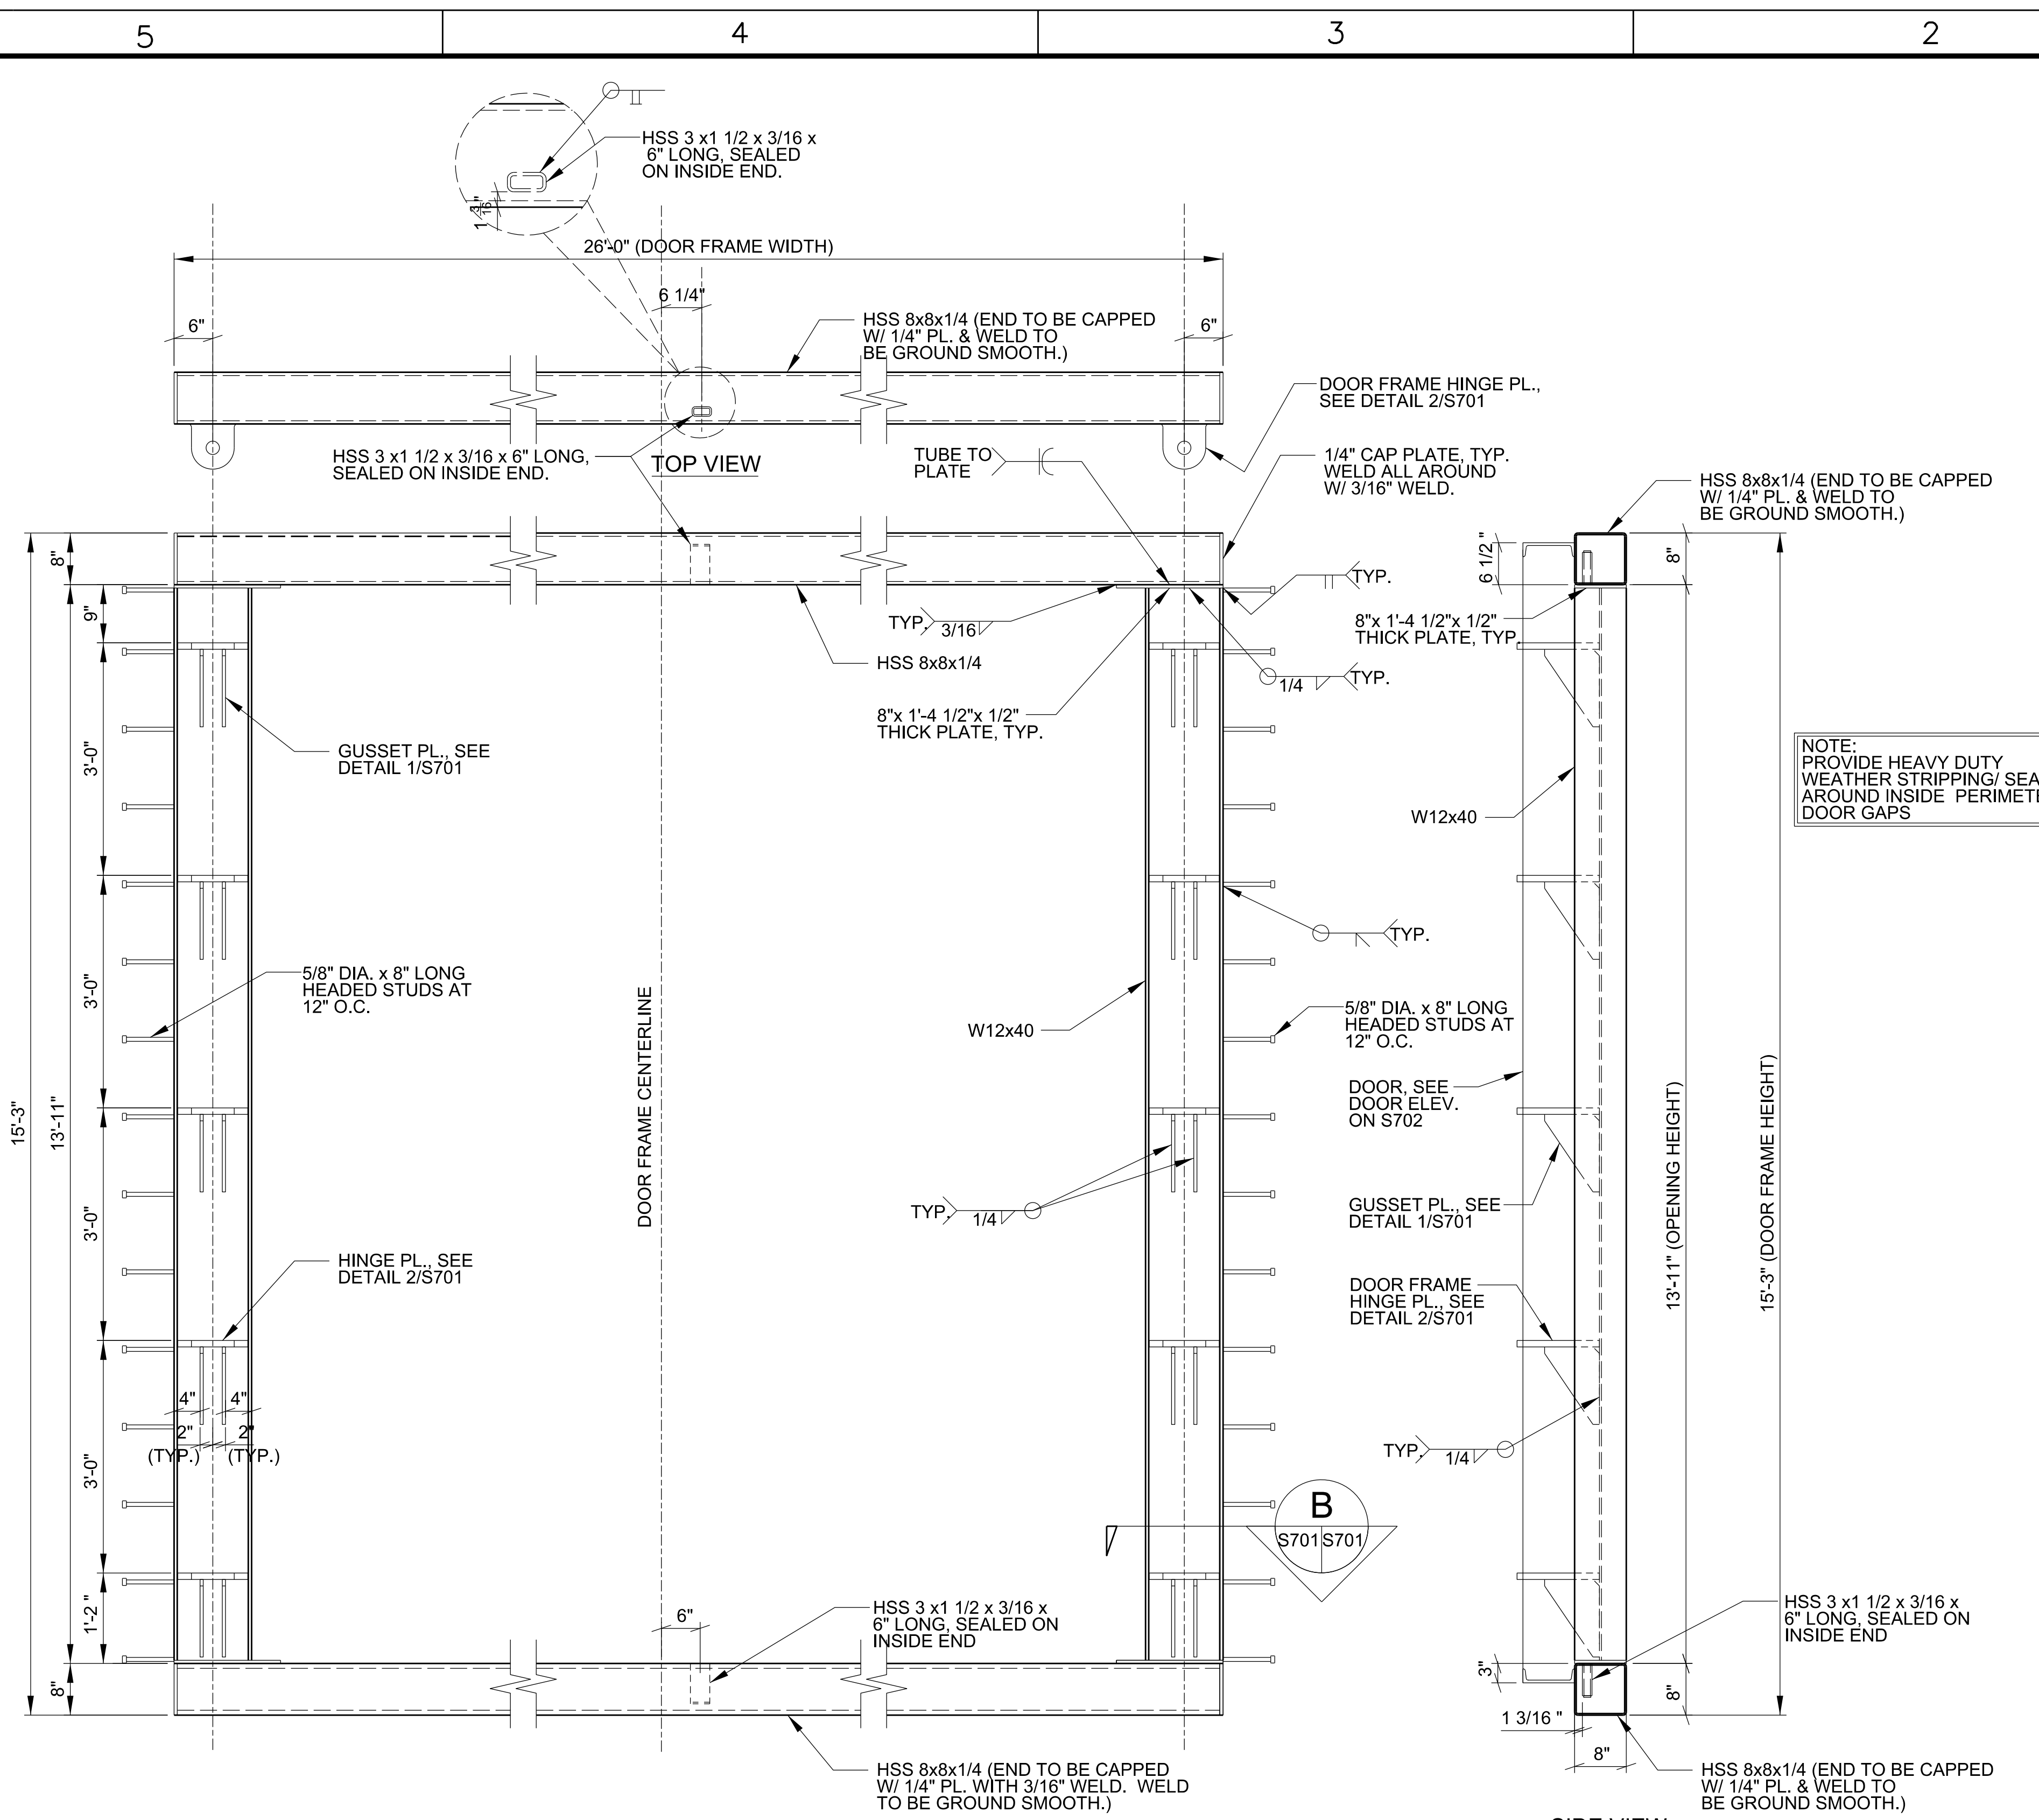 5
4
3
2
HSS 3 x1 1/2 x 3/16 x
6" LONG, SEALED
ON INSIDE END.
1 3/16"
26'-0" (DOOR FRAME WIDTH)
6"
6 1/4"
6"
HSS 8x8x1/4 (END TO BE CAPPED
W/ 1/4" PL. & WELD TO
BE GROUND SMOOTH.)
DOOR FRAME HINGE PL.,
SEE DETAIL 2/S701
HSS 3 x1 1/2 x 3/16 x 6" LONG,
SEALED ON INSIDE END.
TOP VIEW
TUBE TO
PLATE
1/4" CAP PLATE, TYP.
WELD ALL AROUND
W/ 3/16" WELD.
HSS 8x8x1/4 (END TO BE CAPPED
W/ 1/4" PL. & WELD TO
BE GROUND SMOOTH.)
8"
6 1/2 "
8"
TYP.
9"
TYP.
3/16
8"x 1'-4 1/2"x 1/2"
THICK PLATE, TYP.
HSS 8x8x1/4
1/4
TYP.
8"x 1'-4 1/2"x 1/2"
THICK PLATE, TYP.
GUSSET PL., SEE
DETAIL 1/S701
3'-0"
NOTE:
PROVIDE HEAVY DUTY
WEATHER STRIPPING/ SEA
AROUND INSIDE PERIMETE
DOOR GAPS
W12x40
TYP.
3'-0"
5/8" DIA. x 8" LONG
HEADED STUDS AT
12" O.C.
DOOR FRAME CENTERLINE
W12x40
5/8" DIA. x 8" LONG
HEADED STUDS AT
12" O.C.
15'-3"
13'-11"
DOOR, SEE
DOOR ELEV.
ON S702
13'-11" (OPENING HEIGHT)
15'-3" (DOOR FRAME HEIGHT)
3'-0"
TYP.
1/4
GUSSET PL., SEE
DETAIL 1/S701
HINGE PL., SEE
DETAIL 2/S701
DOOR FRAME
HINGE PL., SEE
DETAIL 2/S701
4"
4"
2"
2"
(TYP.)
(TYP.)
3'-0"
TYP.
1/4
B
S701
S701
1'-2 "
6"
HSS 3 x1 1/2 x 3/16 x
6" LONG, SEALED ON
INSIDE END
HSS 3 x1 1/2 x 3/16 x
6" LONG, SEALED ON
INSIDE END
8"
3"
8"
1 3/16 "
8"
HSS 8x8x1/4 (END TO BE CAPPED
W/ 1/4" PL. WITH 3/16" WELD. WELD
TO BE GROUND SMOOTH.)
HSS 8x8x1/4 (END TO BE CAPPED
W/ 1/4" PL. & WELD TO
BE GROUND SMOOTH.)